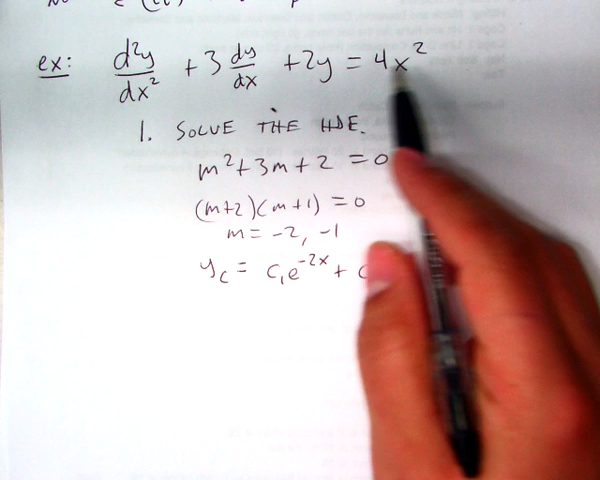 ex: d²y/dx² + 3 dy/dx + 2y = 4x²
1. SOLVE THE HDE.
m² + 3m + 2 = 0
(m+2)(m+1) = 0
m = -2, -1
y_c = c₁e^{-2x} + c